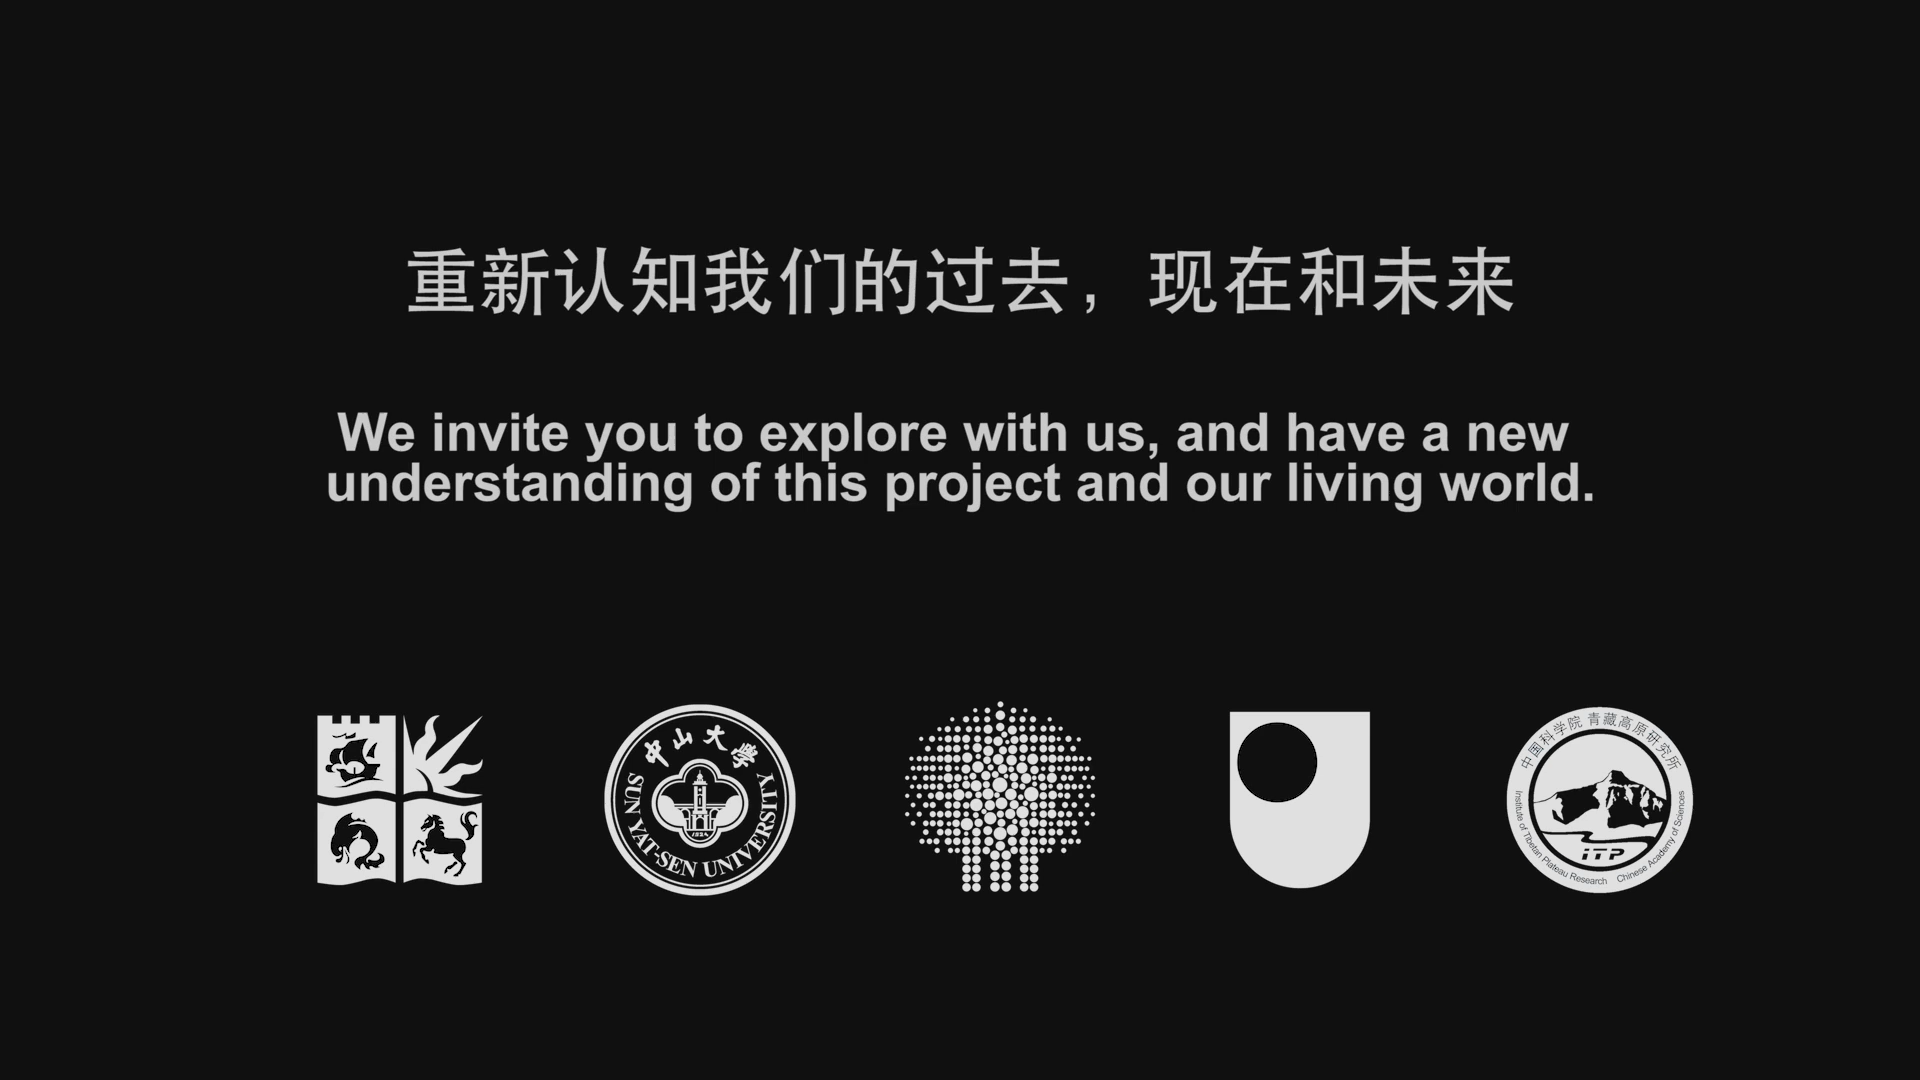 重新认知我们的过去，现在和未来
We invite you to explore with us, and have a new
understanding of this project and our living world.
中山大學
SUN YAT-SEN UNIVERSITY
1924
中国科学院 青藏高原研究所
ITP
Institute of Tibetan Plateau Research Chinese Academy of Sciences